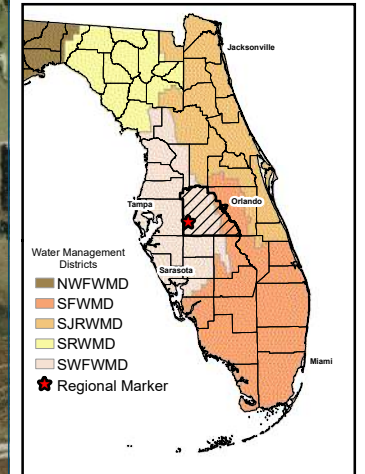 Jacksonville
Orlando
Tampa
Water Management
Districts
Sarasota
NWFWMD
SFWMD
SJRWMD
SRWMD
SWFWMD
Regional Marker
Miami